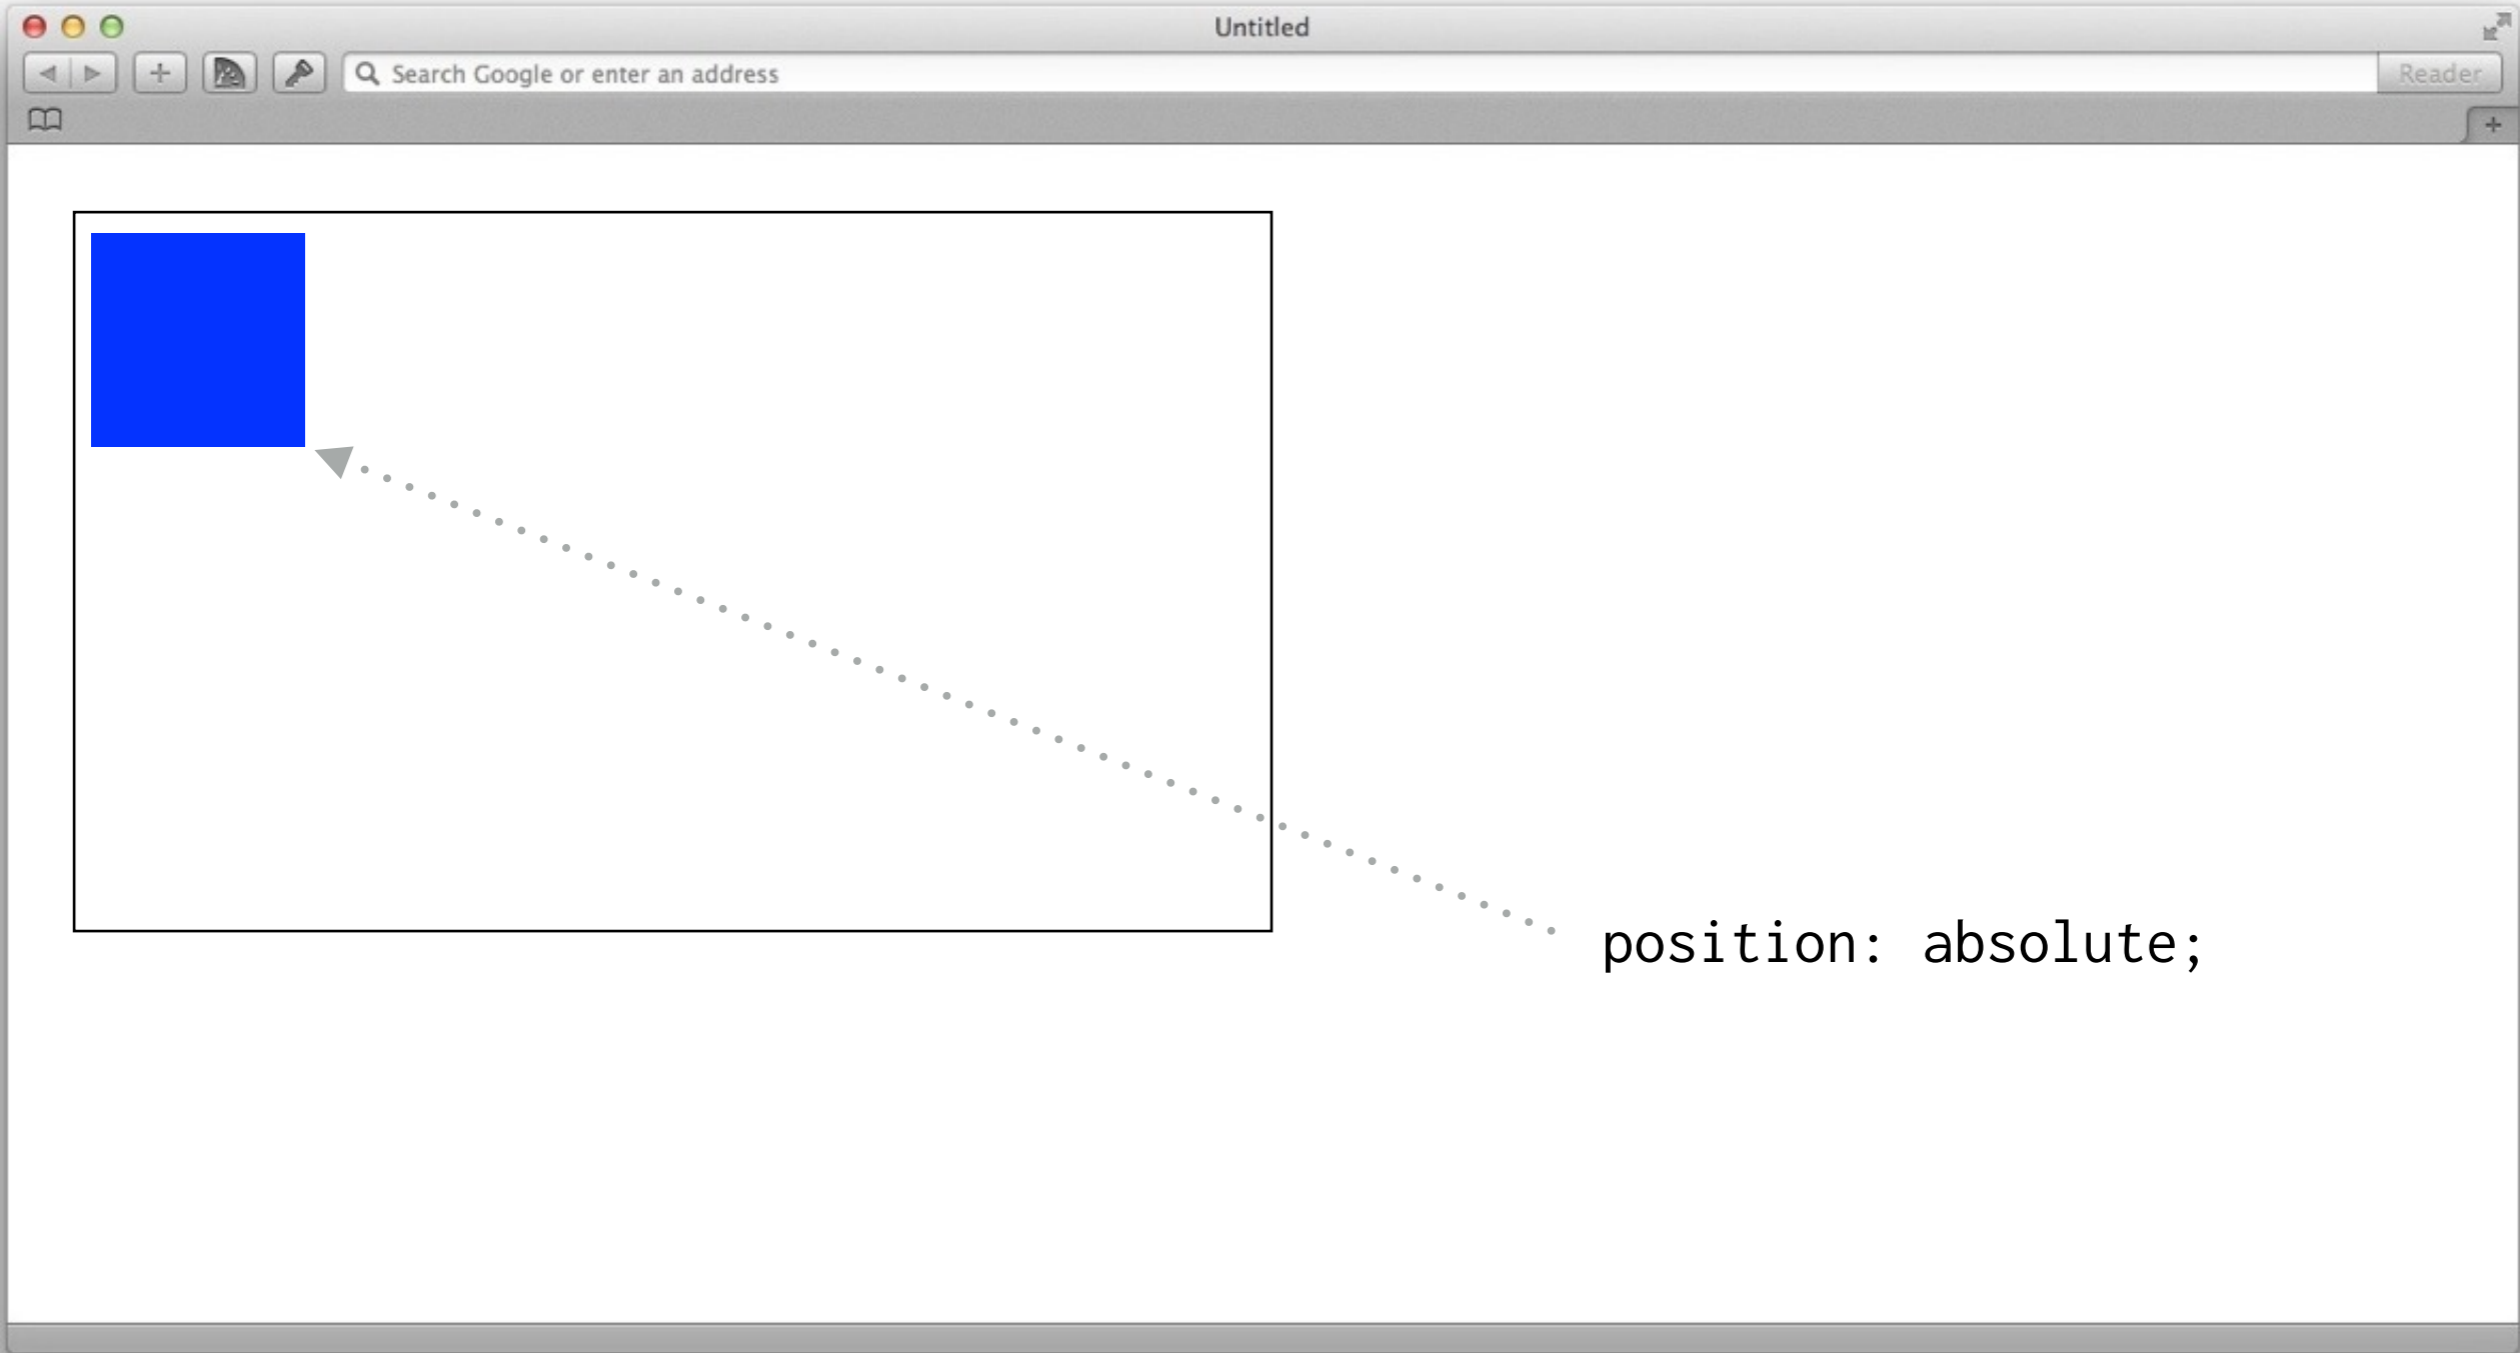 Untitled
Search Google or enter an address
Reader
position: absolute;